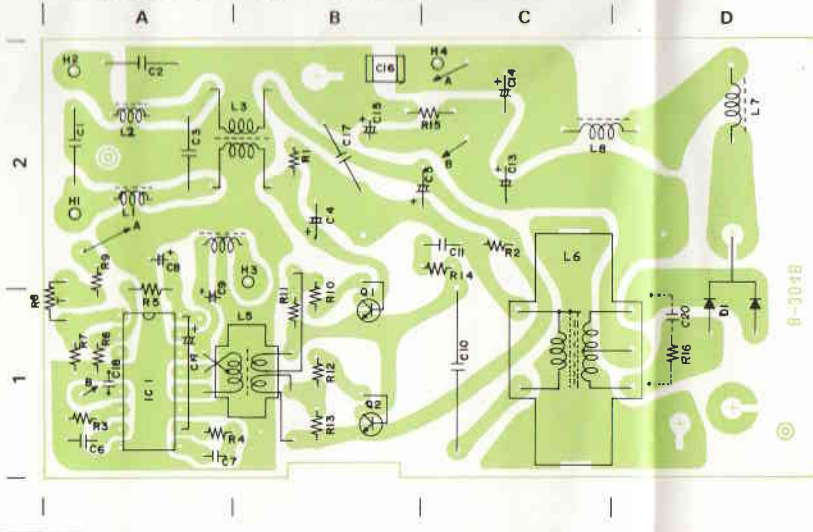 A B C D
2
1
H2
C2
C16
H4
A
C14
L7
C1
L2
C3
L3
R1
C17
C15
R15
B
L8
H1
L1
A
C4
C5
C13
R9
C8
H3
C11
R14
R2
L6
R8
R5
C9
L5
R11
R10
Q1
C10
C20
D1
8-304B
R7
R6
C18
B
IC1
C19
R12
R16
R3
C6
R4
C7
R13
Q2